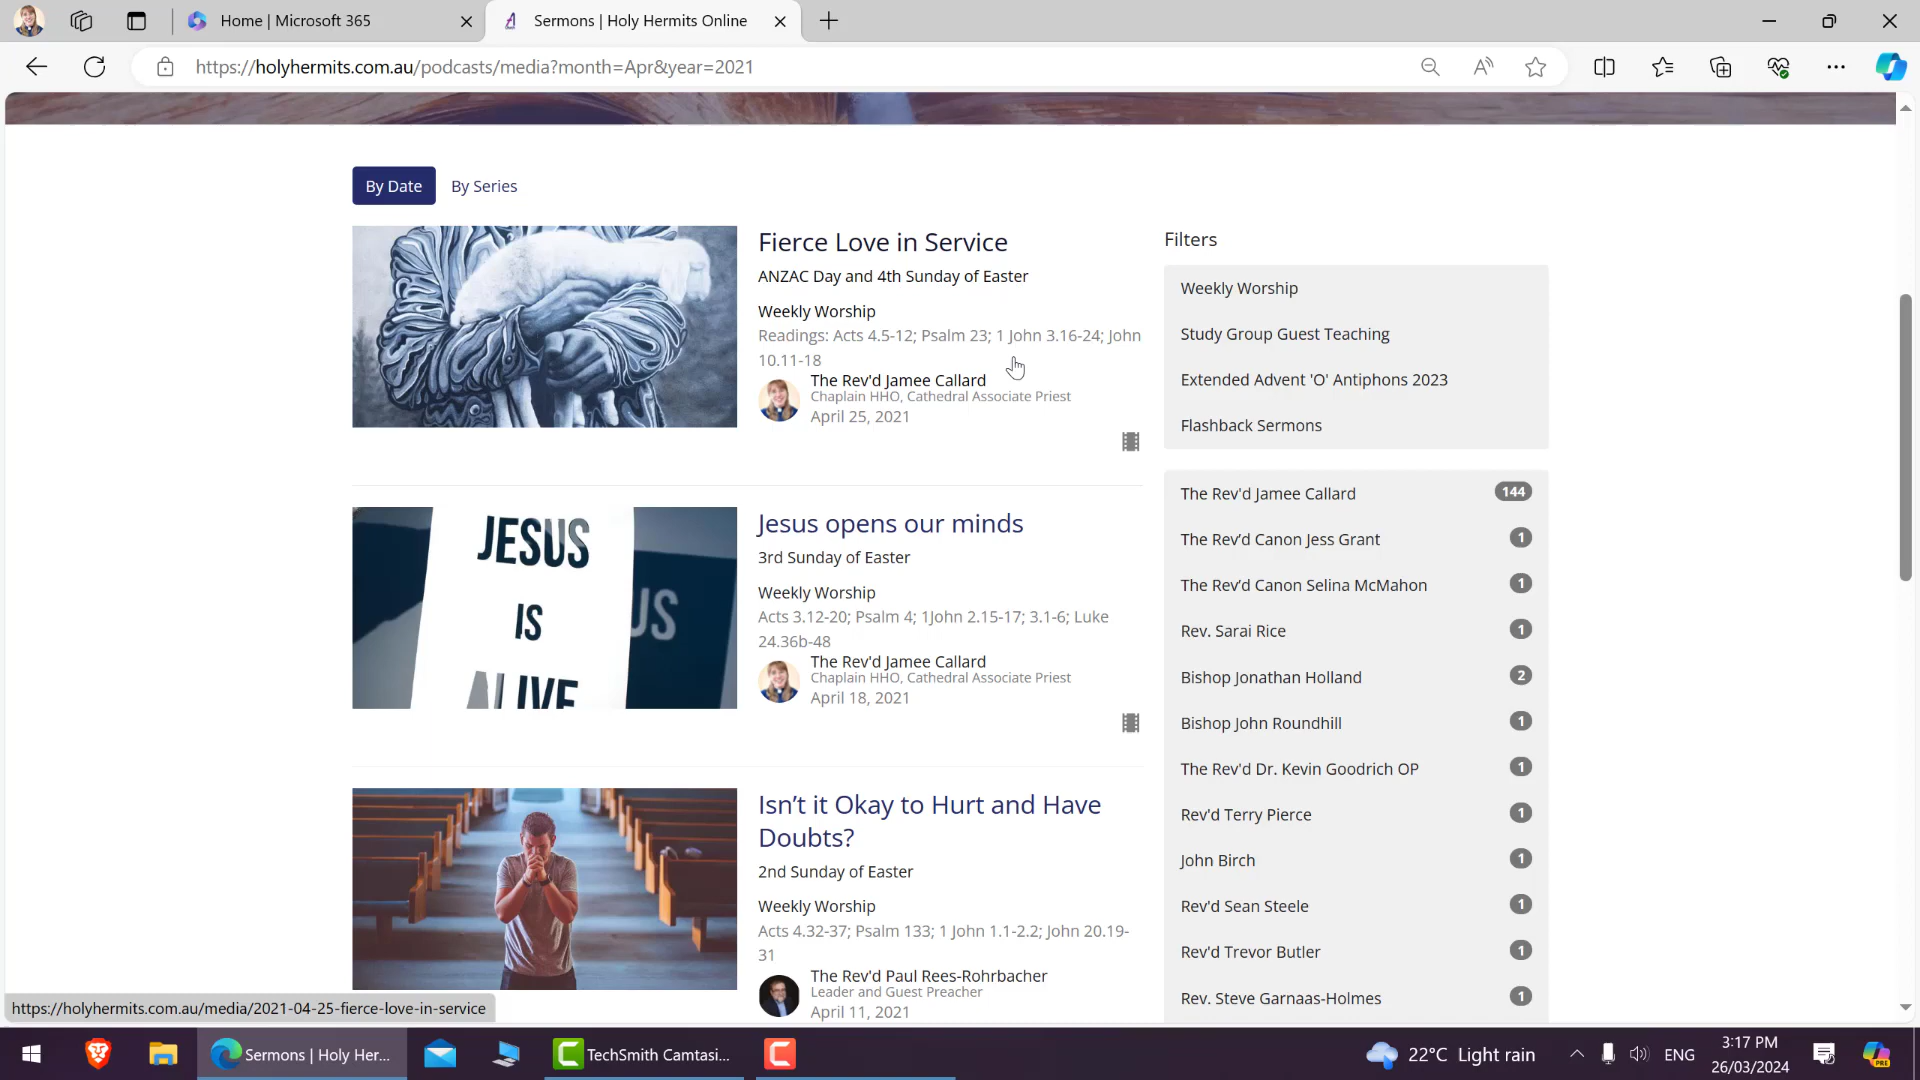 Home | Microsoft 365
Sermons | Holy Hermits Online
https://holyhermits.com.au/podcasts/media?month=Apr&year=2021
By Date
By Series
Fierce Love in Service
ANZAC Day and 4th Sunday of Easter
Weekly Worship
Readings: Acts 4.5-12; Psalm 23; 1 John 3.16-24; John
10.11-18
The Rev'd Jamee Callard
Chaplain HHO, Cathedral Associate Priest
April 25, 2021
JESUS
IS
ALIVE
US
Jesus opens our minds
3rd Sunday of Easter
Weekly Worship
Acts 3.12-20; Psalm 4; 1John 2.15-17; 3.1-6; Luke
24.36b-48
The Rev'd Jamee Callard
Chaplain HHO, Cathedral Associate Priest
April 18, 2021
Isn’t it Okay to Hurt and Have
Doubts?
2nd Sunday of Easter
Weekly Worship
Acts 4.32-37; Psalm 133; 1 John 1.1-2.2; John 20.19-
31
The Rev'd Paul Rees-Rohrbacher
Leader and Guest Preacher
April 11, 2021
Filters
Weekly Worship
Study Group Guest Teaching
Extended Advent 'O' Antiphons 2023
Flashback Sermons
The Rev'd Jamee Callard 144
The Rev’d Canon Jess Grant 1
The Rev’d Canon Selina McMahon 1
Rev. Sarai Rice 1
Bishop Jonathan Holland 2
Bishop John Roundhill 1
The Rev'd Dr. Kevin Goodrich OP 1
Rev'd Terry Pierce 1
John Birch 1
Rev'd Sean Steele 1
Rev'd Trevor Butler 1
Rev. Steve Garnaas-Holmes 1
https://holyhermits.com.au/media/2021-04-25-fierce-love-in-service
Sermons | Holy Her...
TechSmith Camtasi...
22°C Light rain
ENG
3:17 PM
26/03/2024
PRE